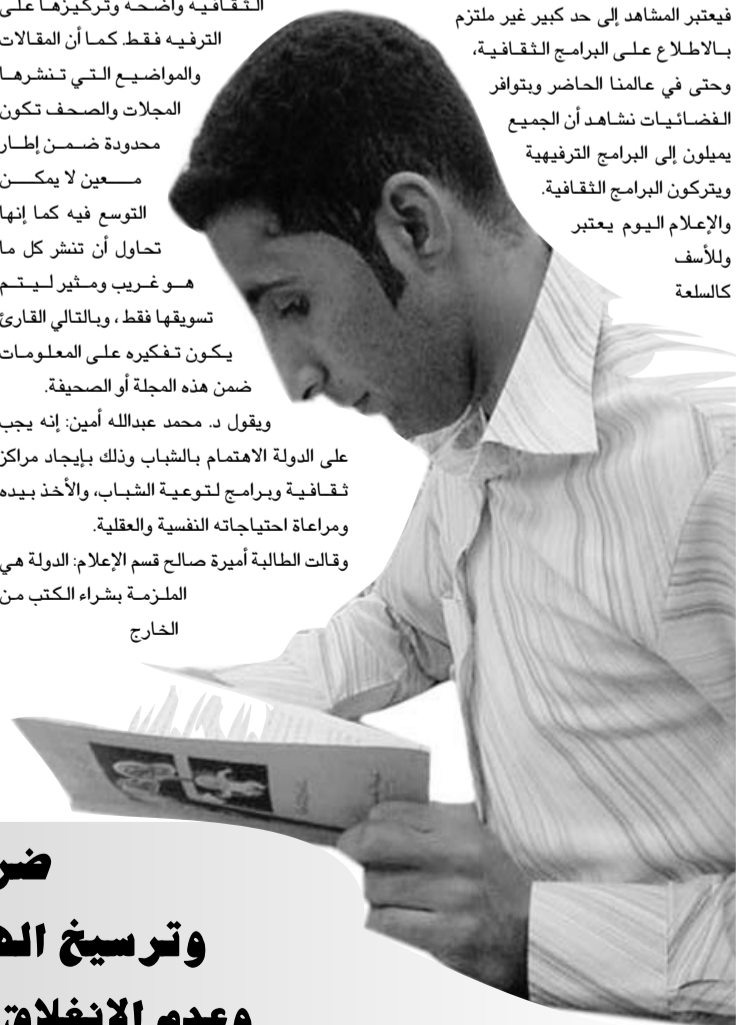 فيعتبر المشاهد إلى حد كبير غير ملتزم
بالاطلاع على البرامج الثقافية،
وحتى في عالمنا الحاضر وبتوافر
الفضائيات نشاهد أن الجميع
يميلون إلى البرامج الترفيهية
ويتركون البرامج الثقافية.
والإعلام اليوم يعتبر
وللأسف
كالسلعة
الثقافية واضحة وتركيزها على
الترفيه فقط. كما أن المقالات
والمواضيع التي تنشرها
المجلات والصحف تكون
محدودة ضمن إطار
معين لا يمكن
التوسع فيه كما إنها
تحاول أن تنشر كل ما
هو غريب ومثير ليتم
تسويقها فقط، وبالتالي القارئ
يكون تفكيره على المعلومات
ضمن هذه المجلة أو الصحيفة.
ويقول د. محمد عبدالله أمين: إنه يجب
على الدولة الاهتمام بالشباب وذلك بإيجاد مراكز
ثقافية وبرامج لتوعية الشباب، والأخذ بيده
ومراعاة احتياجاته النفسية والعقلية.
وقالت الطالبة أميرة صالح قسم الإعلام: الدولة هي
الملزمة بشراء الكتب من
الخارج
وترسيخ
وعدم الانغلاق